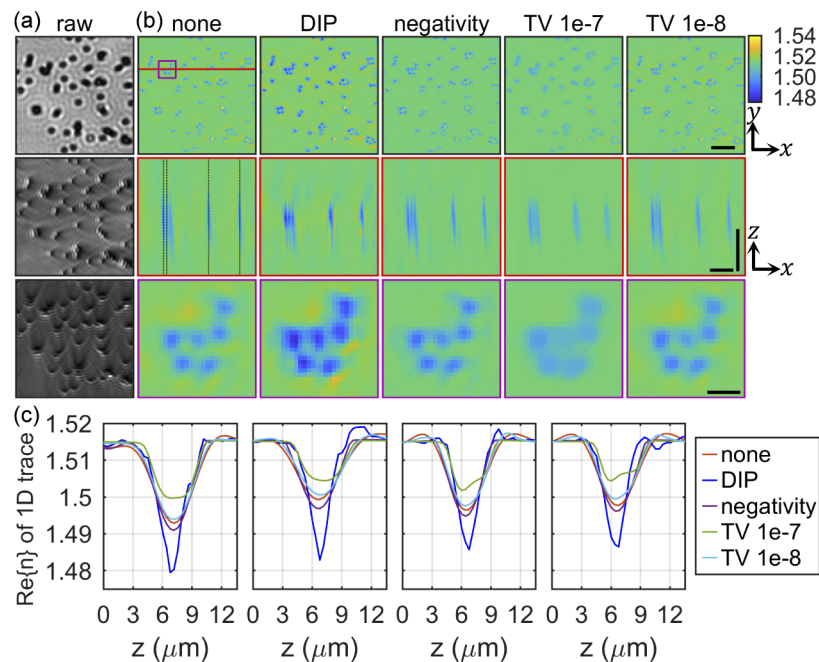 (a) raw
(b) none DIP negativity TV 1e-7 TV 1e-8
1.54
1.52
1.50
1.48
y
x
z
x
(c)
Re{n} of 1D trace
1.52
1.51
1.5
1.49
1.48
0 3 6 9 12 0 3 6 9 12 0 3 6 9 12 0 3 6 9 12
z (μm) z (μm) z (μm) z (μm)
none
DIP
negativity
TV 1e-7
TV 1e-8